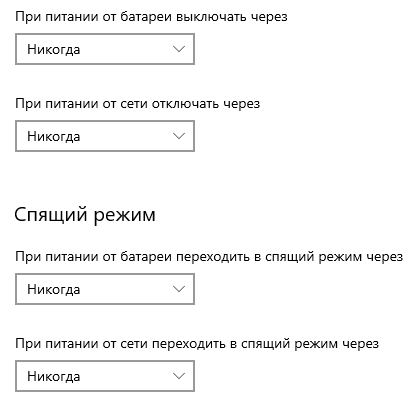 При питании от батареи выключать через
Никогда
При питании от сети отключать через
Никогда
Спящий режим
При питании от батареи переходить в спящий режим через
Никогда
При питании от сети переходить в спящий режим через
Никогда